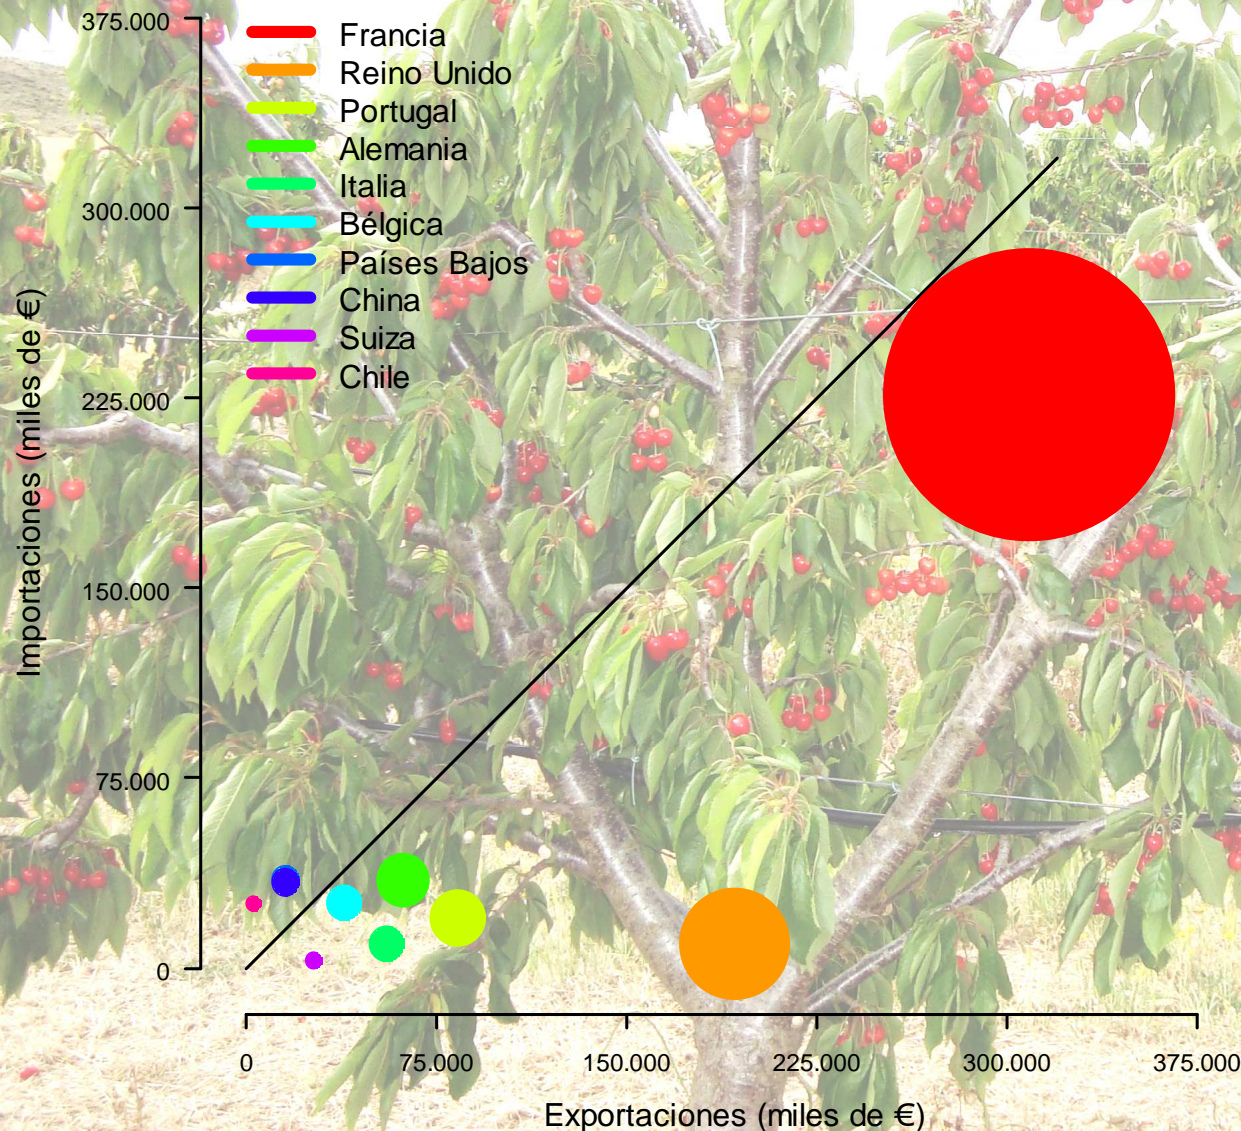 375.000
300.000
225.000
150.000
75.000
0
Importaciones (miles de €)
Francia
Reino Unido
Portugal
Alemania
Italia
Bélgica
Países Bajos
China
Suiza
Chile
0 75.000 150.000 225.000 300.000 375.000
Exportaciones (miles de €)